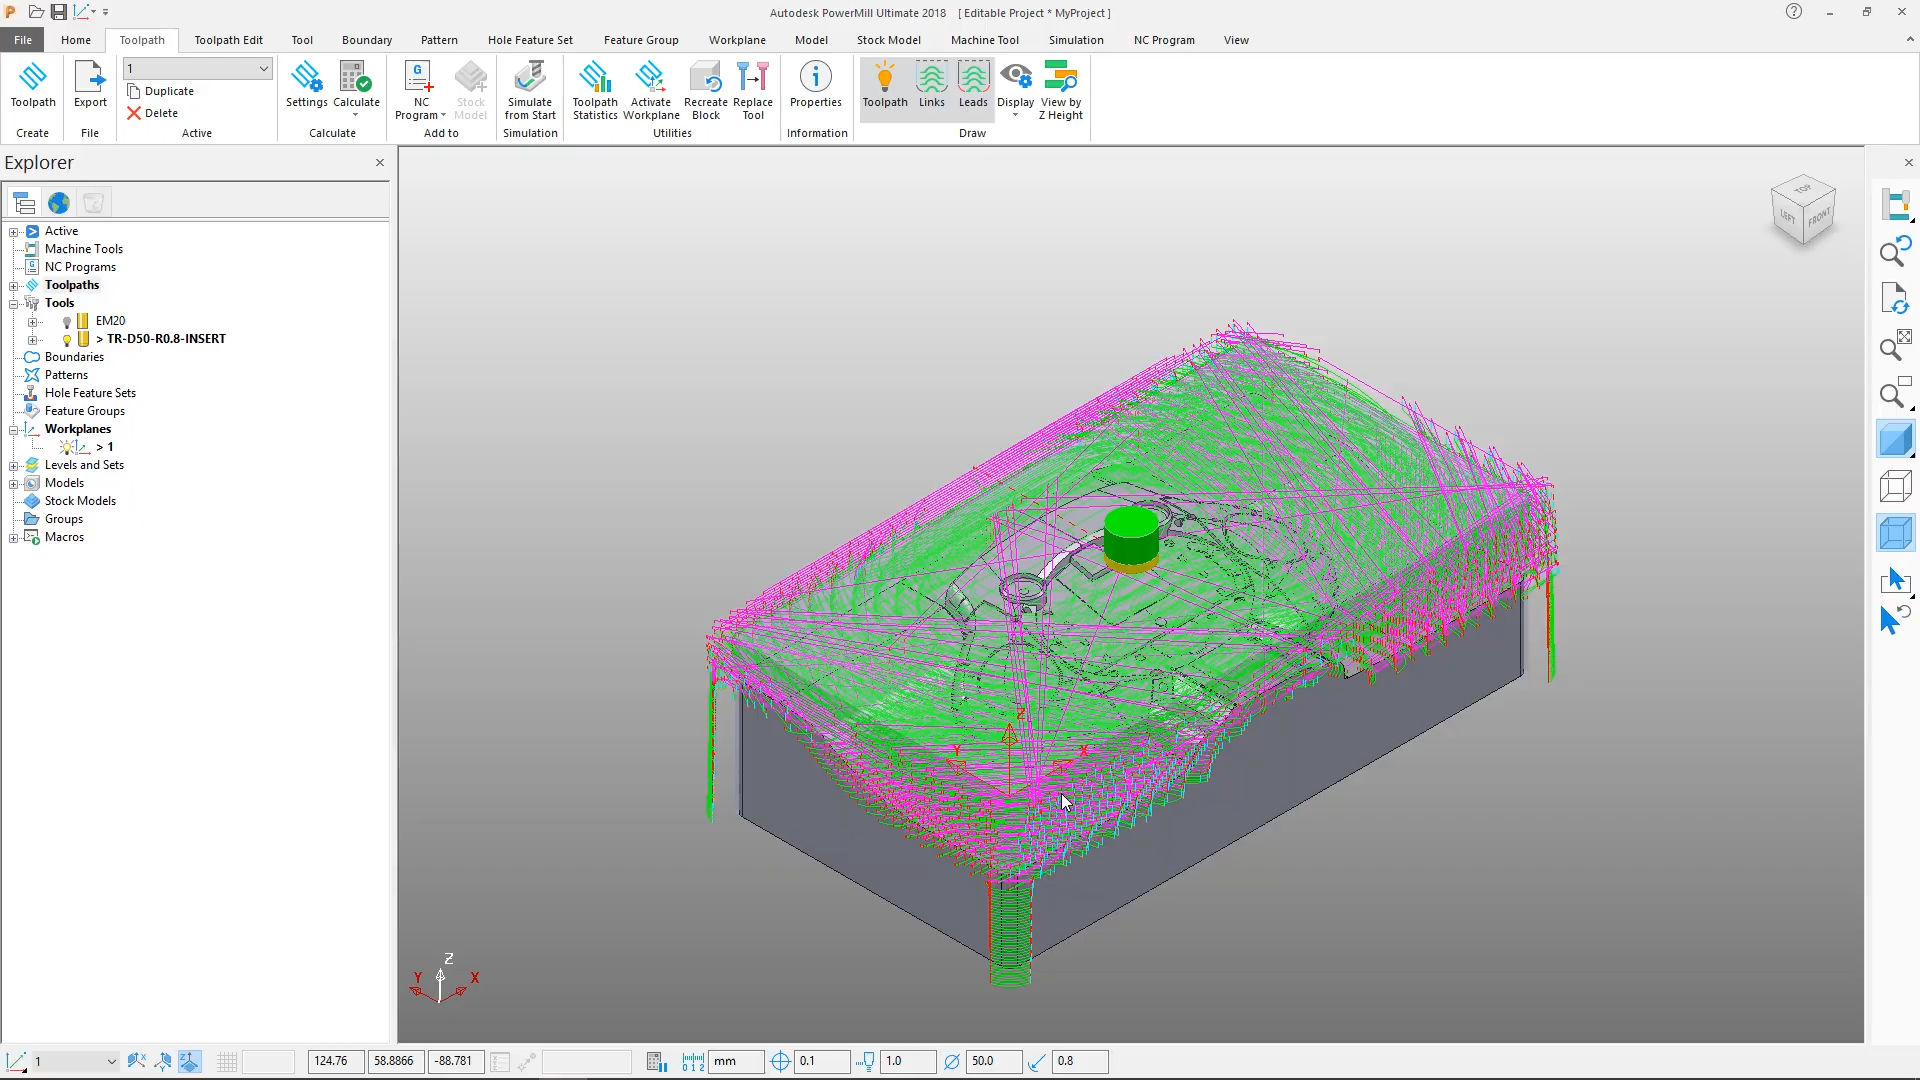 Autodesk PowerMill Ultimate 2018 [ Editable Project * MyProject ]
File Home Toolpath Toolpath Edit Tool Boundary Pattern Hole Feature Set Feature Group Workplane Model Stock Model Machine Tool Simulation NC Program View
1
Duplicate
Delete
Toolpath
Export
Settings
Calculate
NC Program
Stock Model
Simulate from Start
Toolpath Statistics
Activate Workplane
Recreate Block
Replace Tool
Properties
Toolpath
Links
Leads
Display
View by Z Height
Create File Active Calculate Add to Simulation Utilities Information Draw
Explorer
Active
Machine Tools
NC Programs
Toolpaths
Tools
EM20
> TR-D50-R0.8-INSERT
Boundaries
Patterns
Hole Feature Sets
Feature Groups
Workplanes
> 1
Levels and Sets
Models
Stock Models
Groups
Macros
TOP
LEFT
FRONT
Z
Y
X
Z
Y
X
1
124.76
58.8866
-88.781
mm
0.1
1.0
50.0
0.8